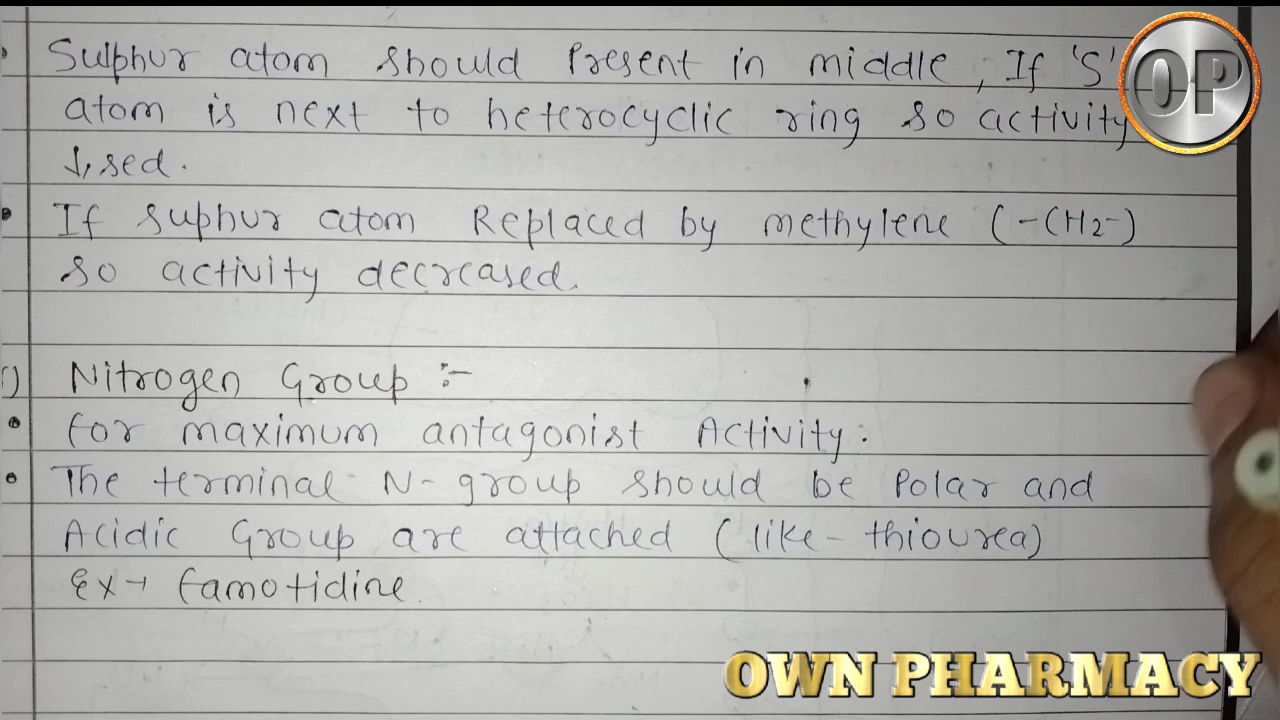 Sulphur atom should Present in middle, If 'S'
OP
atom is next to heterocyclic ring so activity
↓sed.
If suphur atom Replaced by methylene (-CH2-)
so activity decreased.
Nitrogen Group :-
for maximum antagonist Activity.
The terminal N-group should be Polar and
Acidic Group are attached (like- thiourea)
Ex→ famotidine.
OWN PHARMACY